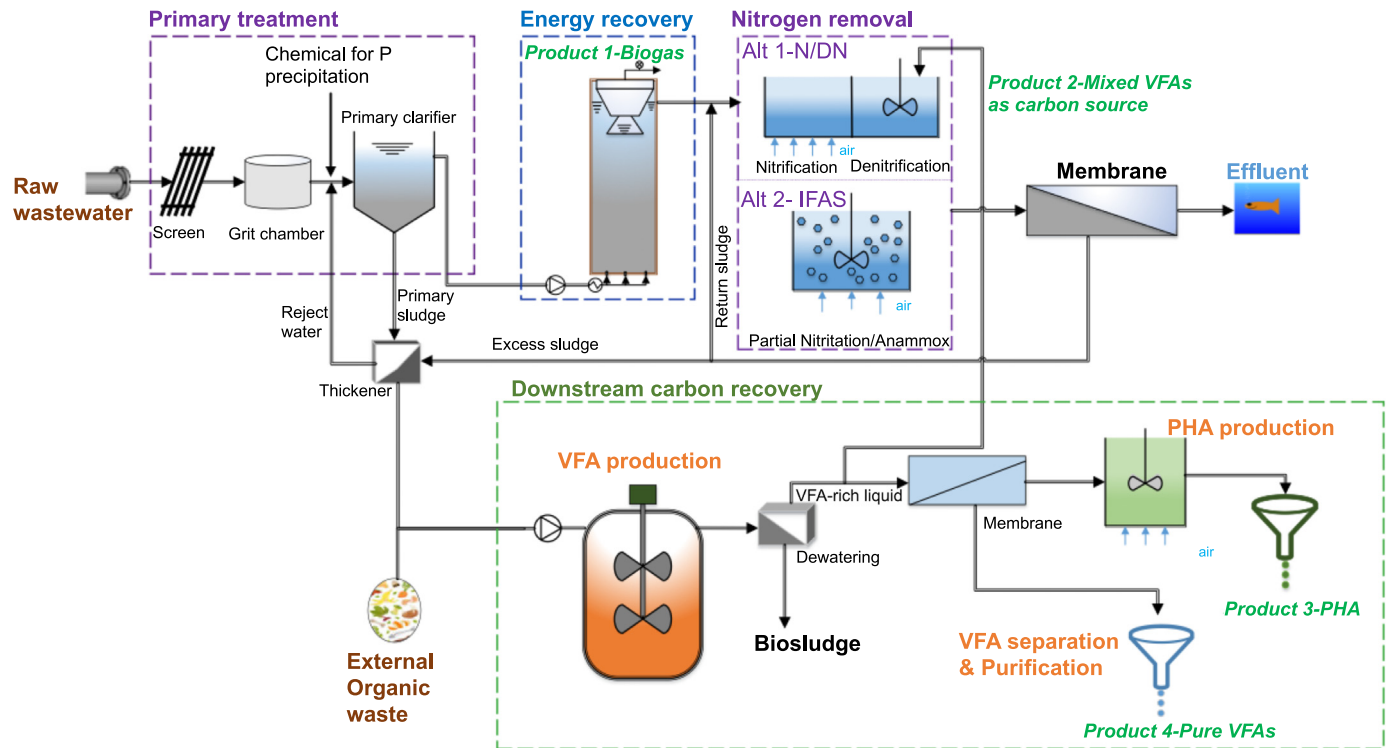 Primary treatment
Energy recovery
Nitrogen removal
Chemical for P
precipitation
Product 1-Biogas
Alt 1-N/DN
Product 2-Mixed VFAs
as carbon source
Primary clarifier
air
Nitrification
Denitrification
Raw
wastewater
Screen
Grit chamber
Membrane
Effluent
Alt 2- IFAS
Return sludge
air
Partial Nitritation/Anammox
Reject
water
Primary
sludge
Excess sludge
Thickener
Downstream carbon recovery
VFA production
PHA production
VFA-rich liquid
Membrane
Dewatering
air
Biosludge
Product 3-PHA
External
Organic
waste
VFA separation
& Purification
Product 4-Pure VFAs